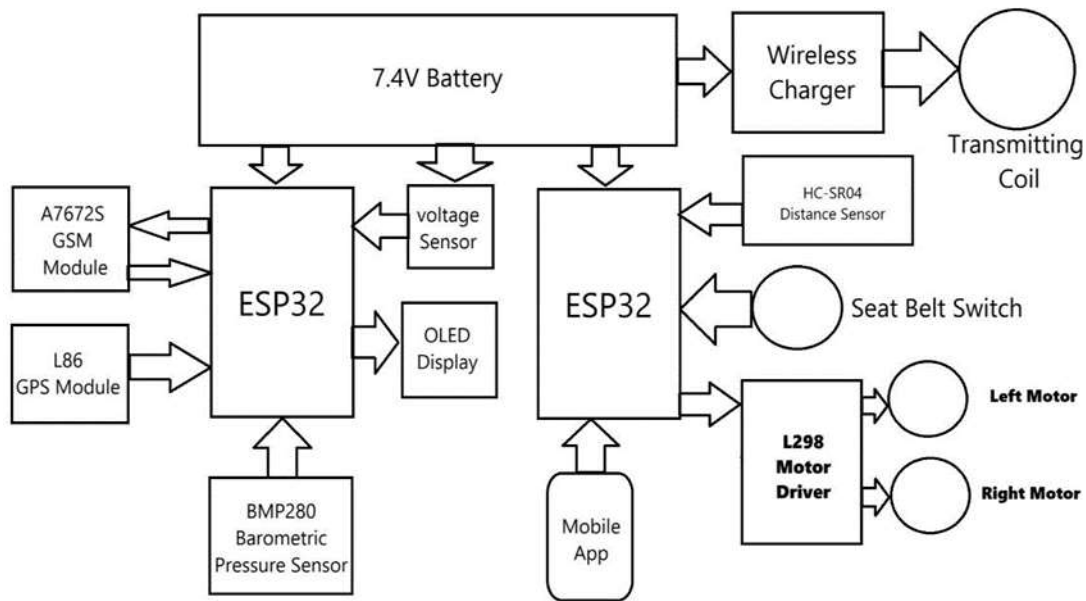 7.4V Battery
Wireless
Charger
Transmitting
Coil
A7672S
GSM
Module
voltage
Sensor
HC-SR04
Distance Sensor
ESP32
ESP32
Seat Belt Switch
L86
GPS Module
OLED
Display
L298
Motor
Driver
Left Motor
Right Motor
BMP280
Barometric
Pressure Sensor
Mobile
App